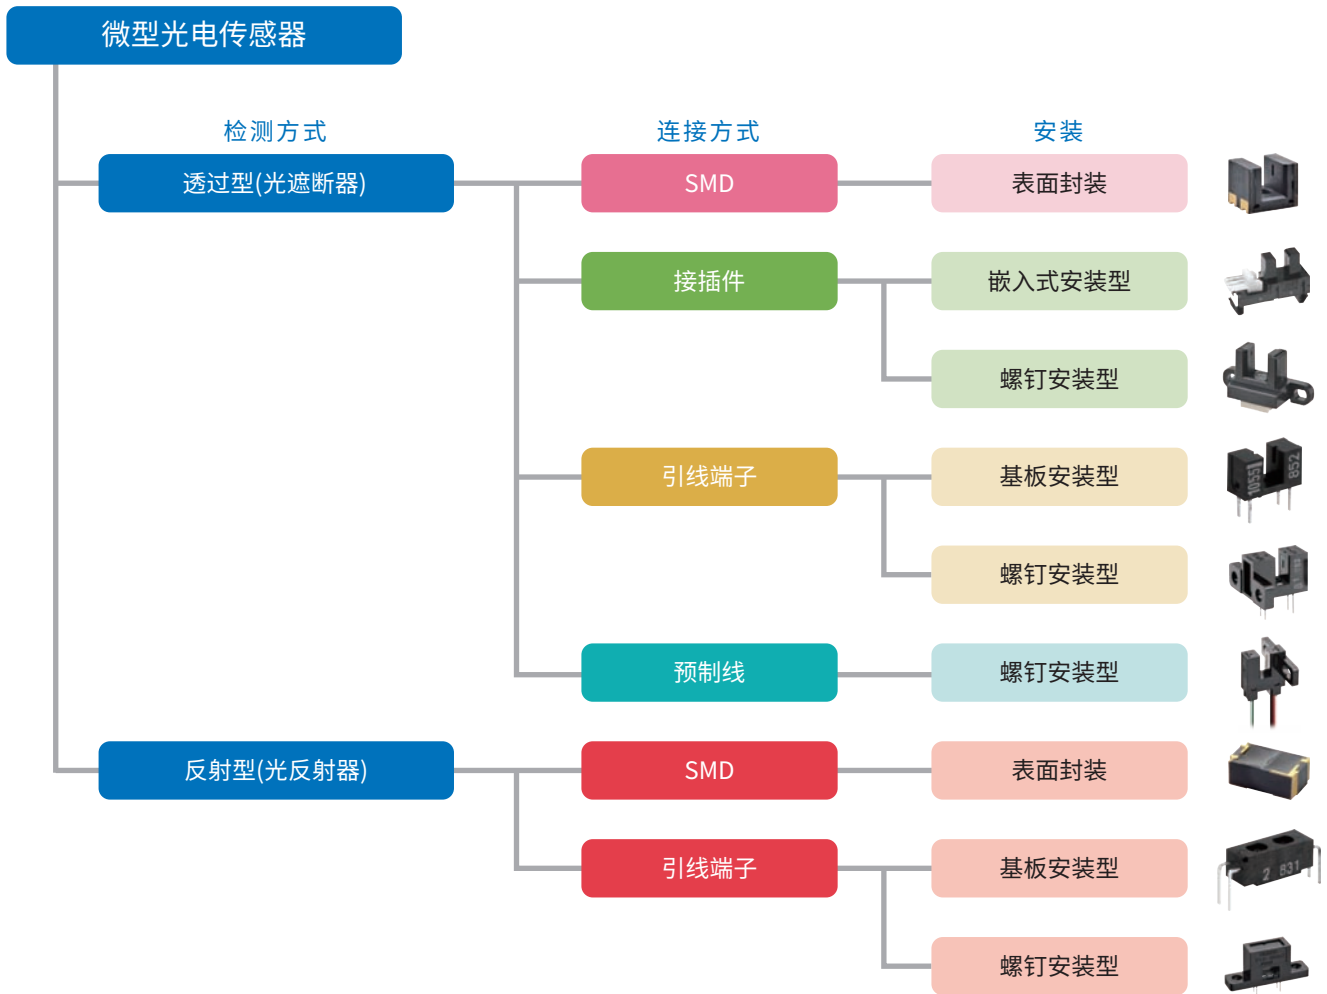 微型光电传感器
检测方式 连接方式 安装
透过型(光遮断器) SMD 表面封装
接插件 嵌入式安装型
螺钉安装型
引线端子 基板安装型
1055 852
螺钉安装型
预制线 螺钉安装型
反射型(光反射器) SMD 表面封装
引线端子 基板安装型
2 831
螺钉安装型